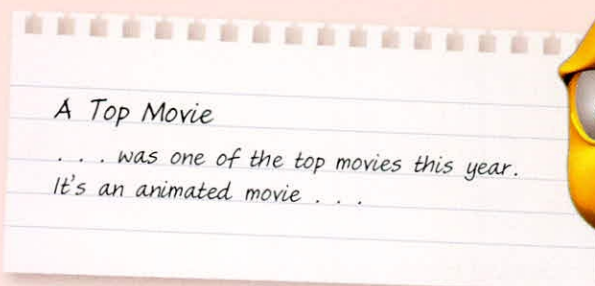 A Top Movie
. . . was one of the top movies this year.
It's an animated movie . . .